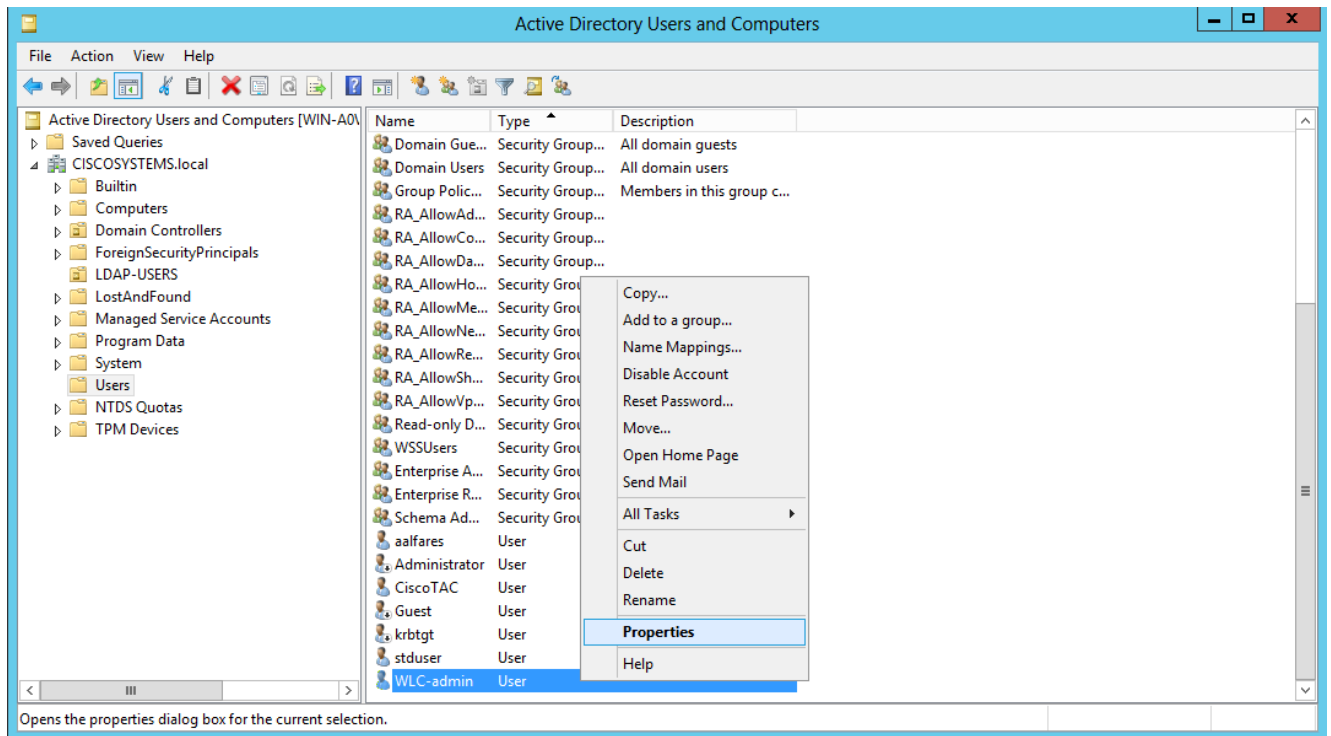 Active Directory Users and Computers
x
File Action View Help
Active Directory Users and Computers [WIN-A0\
Saved Queries
CISCOSYSTEMS.local
Builtin
Computers
Domain Controllers
ForeignSecurityPrincipals
LDAP-USERS
LostAndFound
Managed Service Accounts
Program Data
System
Users
NTDS Quotas
TPM Devices
Name Type Description
Domain Gue... Security Group... All domain guests
Domain Users Security Group... All domain users
Group Polic... Security Group... Members in this group c...
RA_AllowAd... Security Group...
RA_AllowCo... Security Group...
RA_AllowDa... Security Group...
RA_AllowHo... Security Grou
RA_AllowMe... Security Grou
RA_AllowNe... Security Grou
RA_AllowRe... Security Grou
RA_AllowSh... Security Grou
RA_AllowVp... Security Grou
Read-only D... Security Grou
WSSUsers Security Grou
Enterprise A... Security Grou
Enterprise R... Security Grou
Schema Ad... Security Grou
aalfares User
Administrator User
CiscoTAC User
Guest User
krbtgt User
stduser User
WLC-admin User
Copy...
Add to a group...
Name Mappings...
Disable Account
Reset Password...
Move...
Open Home Page
Send Mail
All Tasks
Cut
Delete
Rename
Properties
Help
Opens the properties dialog box for the current selection.